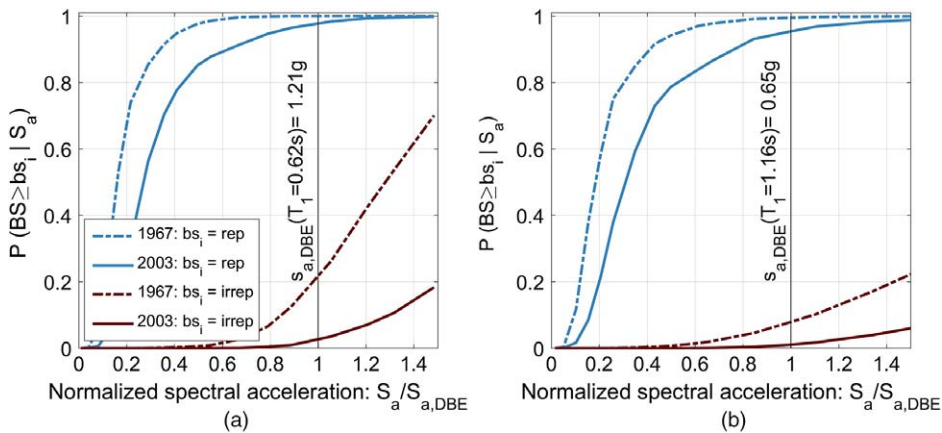 1
0.8
0.6
0.4
0.2
0
P (BS≥bs_i | S_a)
s_a,DBE(T_1=0.62s)= 1.21g
1967: bs_i = rep
2003: bs_i = rep
1967: bs_i = irrep
2003: bs_i = irrep
0 0.2 0.4 0.6 0.8 1 1.2 1.4
Normalized spectral acceleration: S_a/S_a,DBE
(a)
1
0.8
0.6
0.4
0.2
0
P (BS≥bs_i | S_a)
s_a,DBE(T_1=1.16s)= 0.65g
0 0.2 0.4 0.6 0.8 1 1.2 1.4
Normalized spectral acceleration: S_a/S_a,DBE
(b)